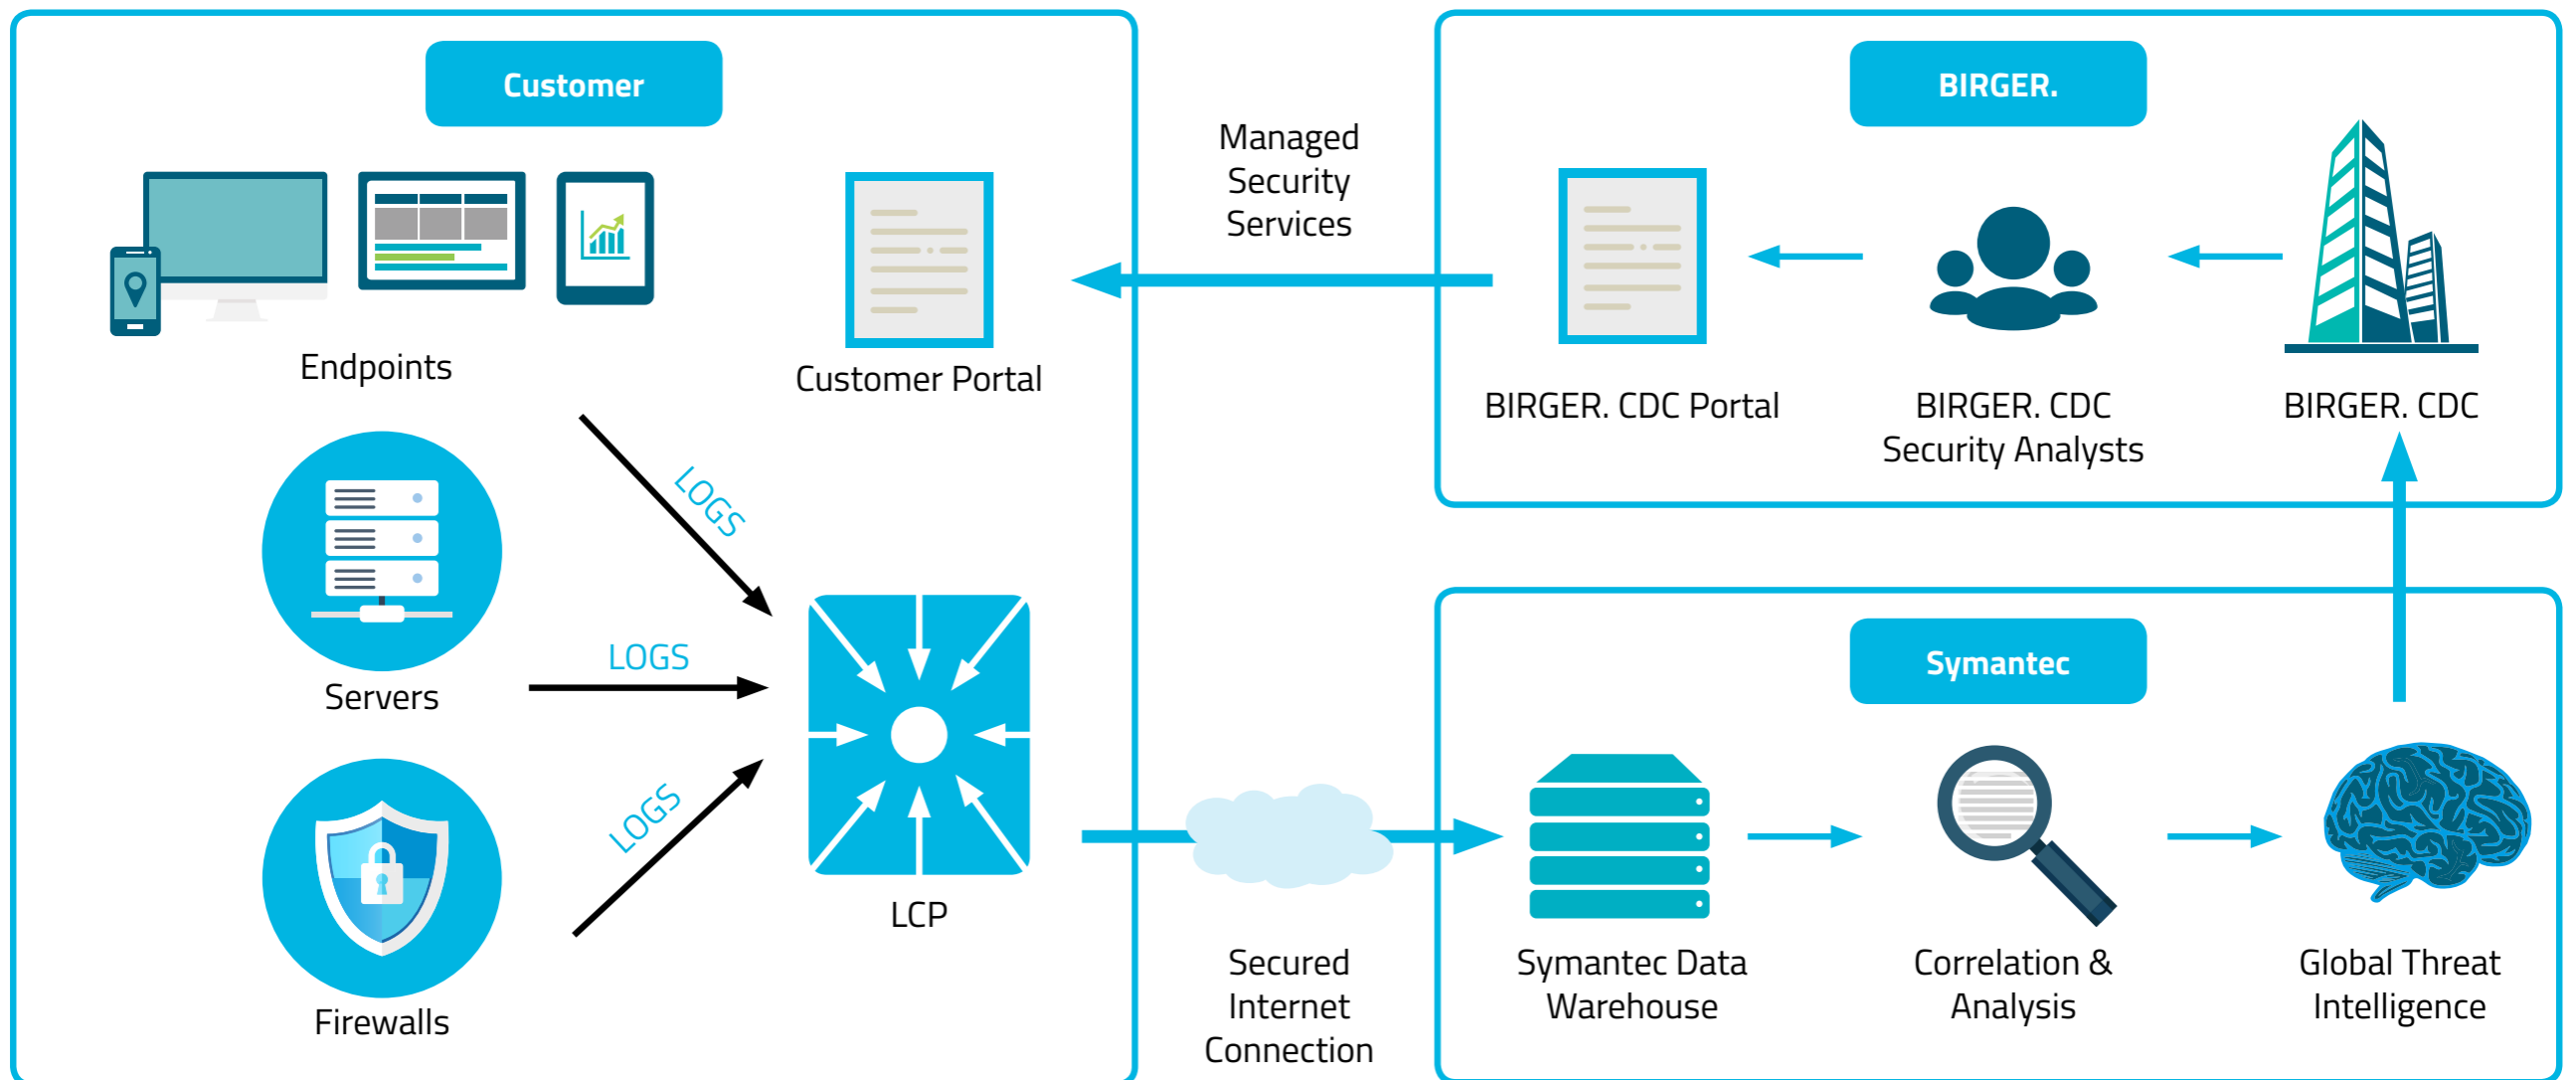 Customer
Endpoints
Customer Portal
LOGS
Servers
LOGS
Firewalls
LOGS
LCP
Managed
Security
Services
Secured
Internet
Connection
BIRGER.
BIRGER. CDC Portal
BIRGER. CDC
Security Analysts
BIRGER. CDC
Symantec
Symantec Data
Warehouse
Correlation &
Analysis
Global Threat
Intelligence